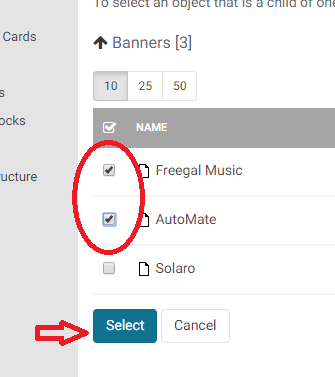 To select an object that is a child of one
Cards
Banners [3]
s
10 25 50
ocks
NAME
Freegal Music
ucture
AutoMate
Solaro
Select Cancel